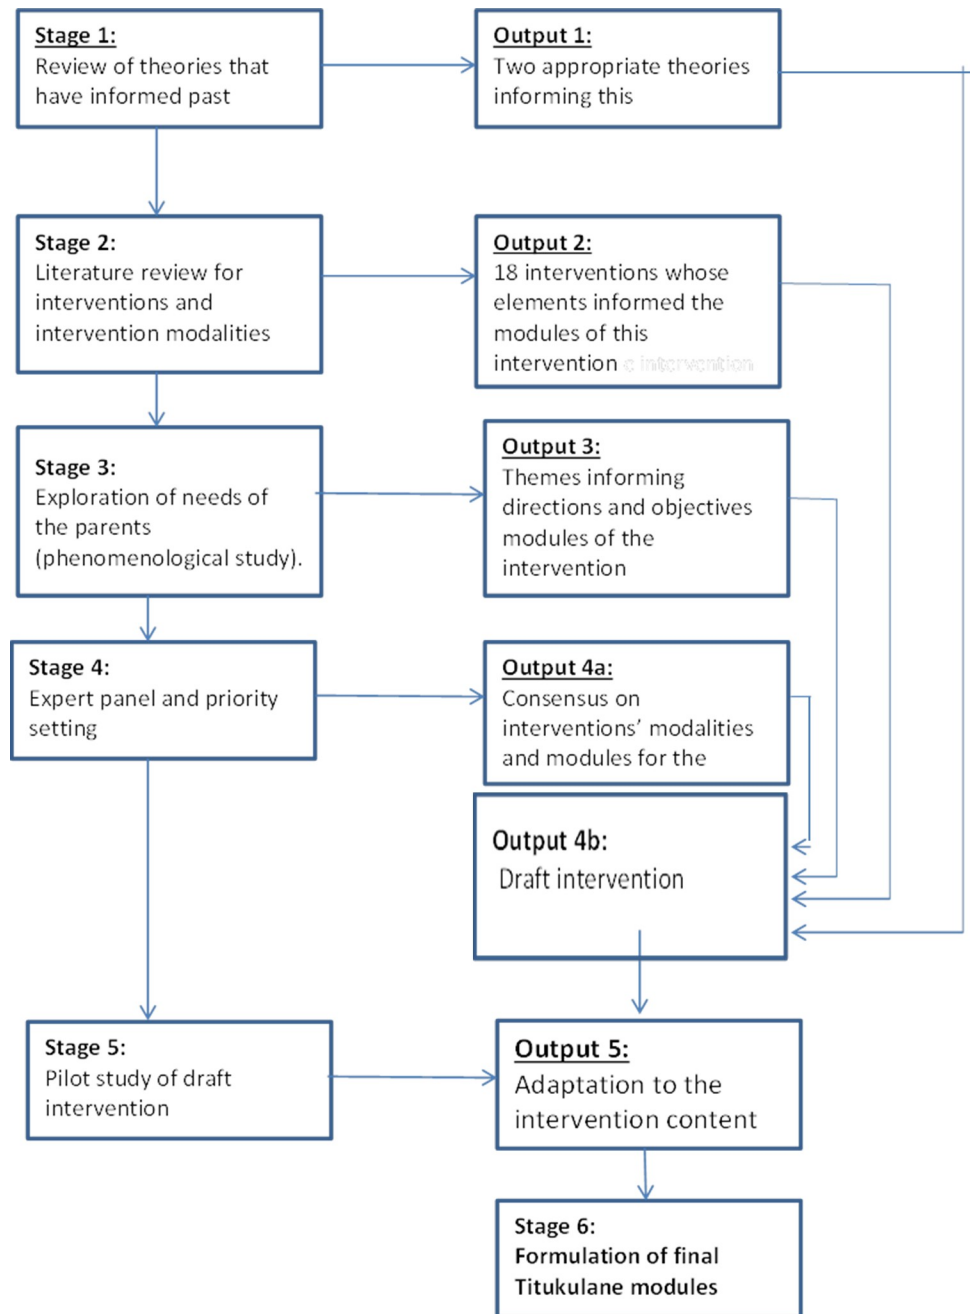 Stage 1:
Review of theories that
have informed past
Output 1:
Two appropriate theories
informing this
Stage 2:
Literature review for
interventions and
intervention modalities
Output 2:
18 interventions whose
elements informed the
modules of this
intervention e intervention
Stage 3:
Exploration of needs of
the parents
(phenomenological study).
Output 3:
Themes informing
directions and objectives
modules of the
intervention
Stage 4:
Expert panel and priority
setting
Output 4a:
Consensus on
interventions’ modalities
and modules for the
Output 4b:
Draft intervention
Stage 5:
Pilot study of draft
intervention
Output 5:
Adaptation to the
intervention content
Stage 6:
Formulation of final
Titukulane modules